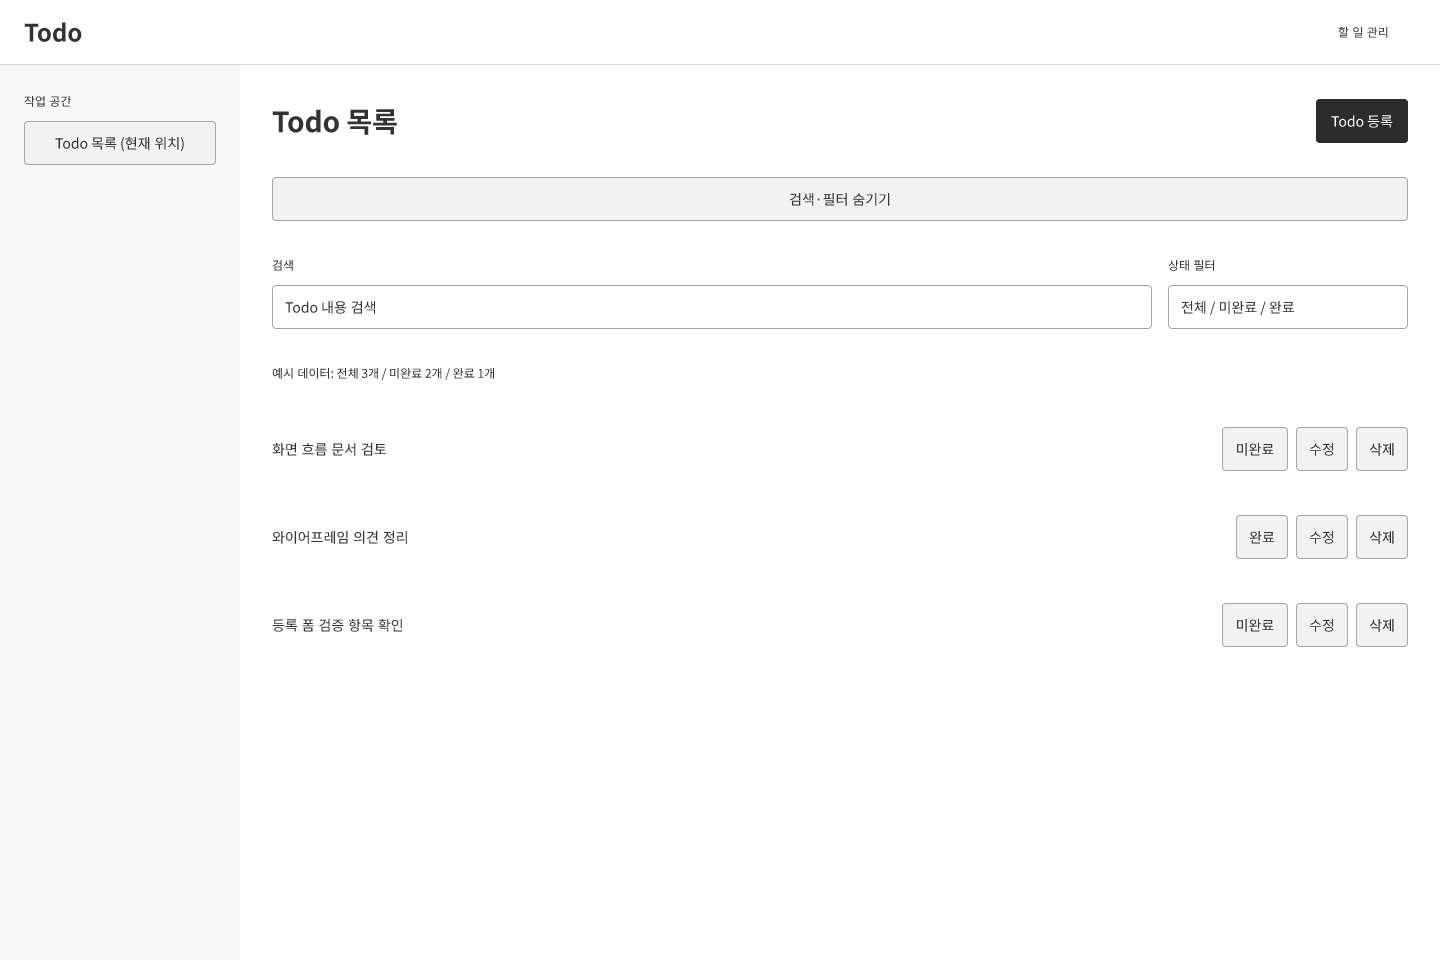 Todo
할 일 관리
작업 공간
Todo 목록 (현재 위치)
Todo 목록
Todo 등록
검색·필터 숨기기
검색
상태 필터
Todo 내용 검색
전체 / 미완료 / 완료
예시 데이터: 전체 3개 / 미완료 2개 / 완료 1개
화면 흐름 문서 검토
미완료
수정
삭제
와이어프레임 의견 정리
완료
수정
삭제
등록 폼 검증 항목 확인
미완료
수정
삭제